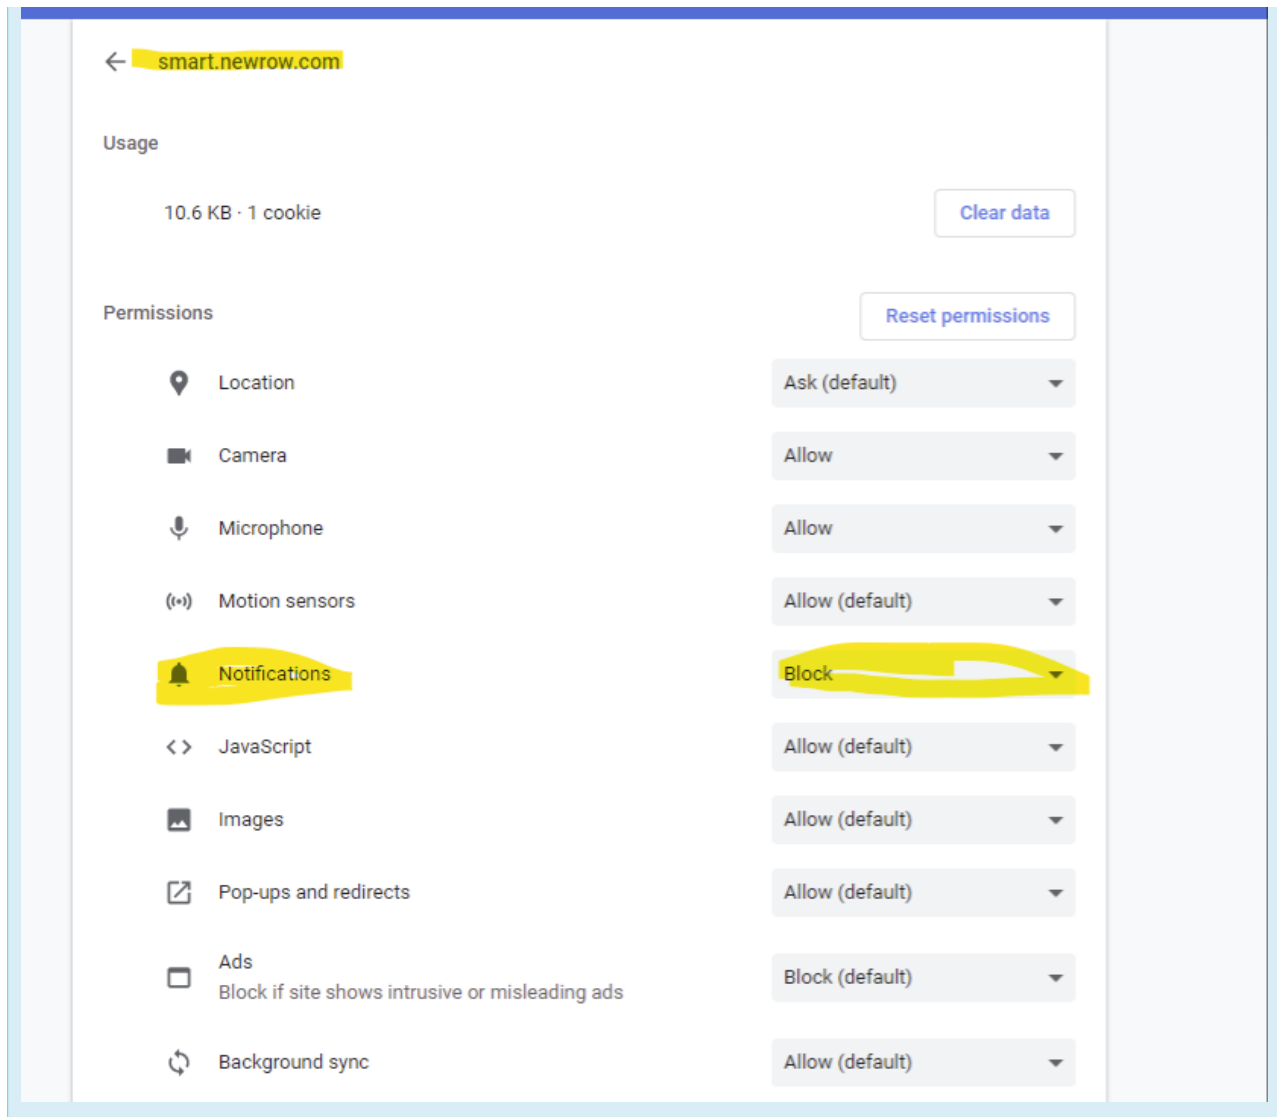 smart.newrow.com
Usage
10.6 KB · 1 cookie
Clear data
Permissions
Reset permissions
Location
Ask (default)
Camera
Allow
Microphone
Allow
Motion sensors
Allow (default)
Notifications
Block
JavaScript
Allow (default)
Images
Allow (default)
Pop-ups and redirects
Allow (default)
Ads
Block if site shows intrusive or misleading ads
Block (default)
Background sync
Allow (default)